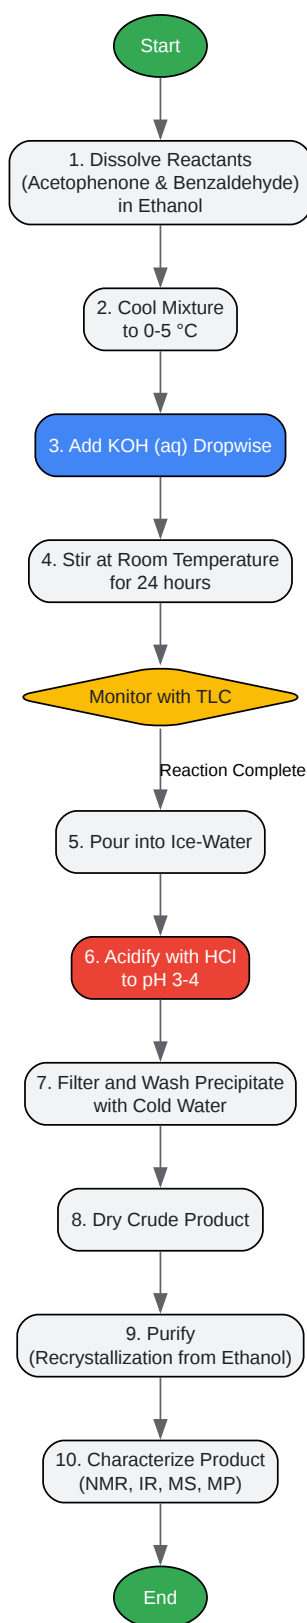 Start
1. Dissolve Reactants
(Acetophenone & Benzaldehyde)
in Ethanol
2. Cool Mixture
to 0-5 °C
3. Add KOH (aq) Dropwise
4. Stir at Room Temperature
for 24 hours
Monitor with TLC
Reaction Complete
5. Pour into Ice-Water
6. Acidify with HCl
to pH 3-4
7. Filter and Wash Precipitate
with Cold Water
8. Dry Crude Product
9. Purify
(Recrystallization from Ethanol)
10. Characterize Product
(NMR, IR, MS, MP)
End